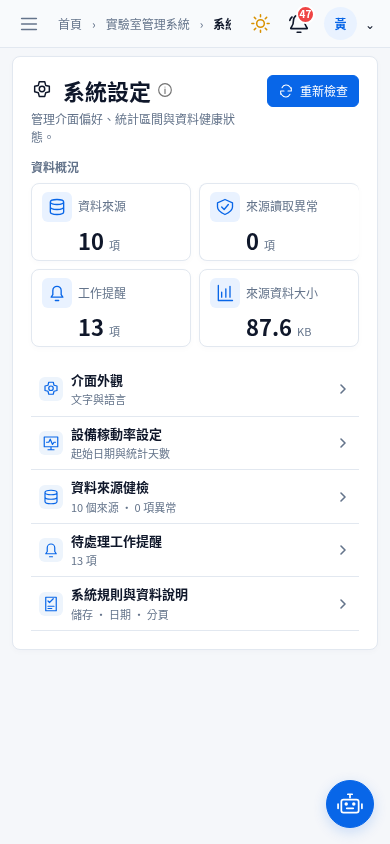 首頁 › 實驗室管理系統 › 系統 47 黃
系統設定
重新檢查
管理介面偏好、統計區間與資料健康狀態。
資料概況
資料來源
10 項
來源讀取異常
0 項
工作提醒
13 項
來源資料大小
87.6 KB
介面外觀
文字與語言
設備稼動率設定
起始日期與統計天數
資料來源健檢
10 個來源 · 0 項異常
待處理工作提醒
13 項
系統規則與資料說明
儲存 · 日期 · 分頁